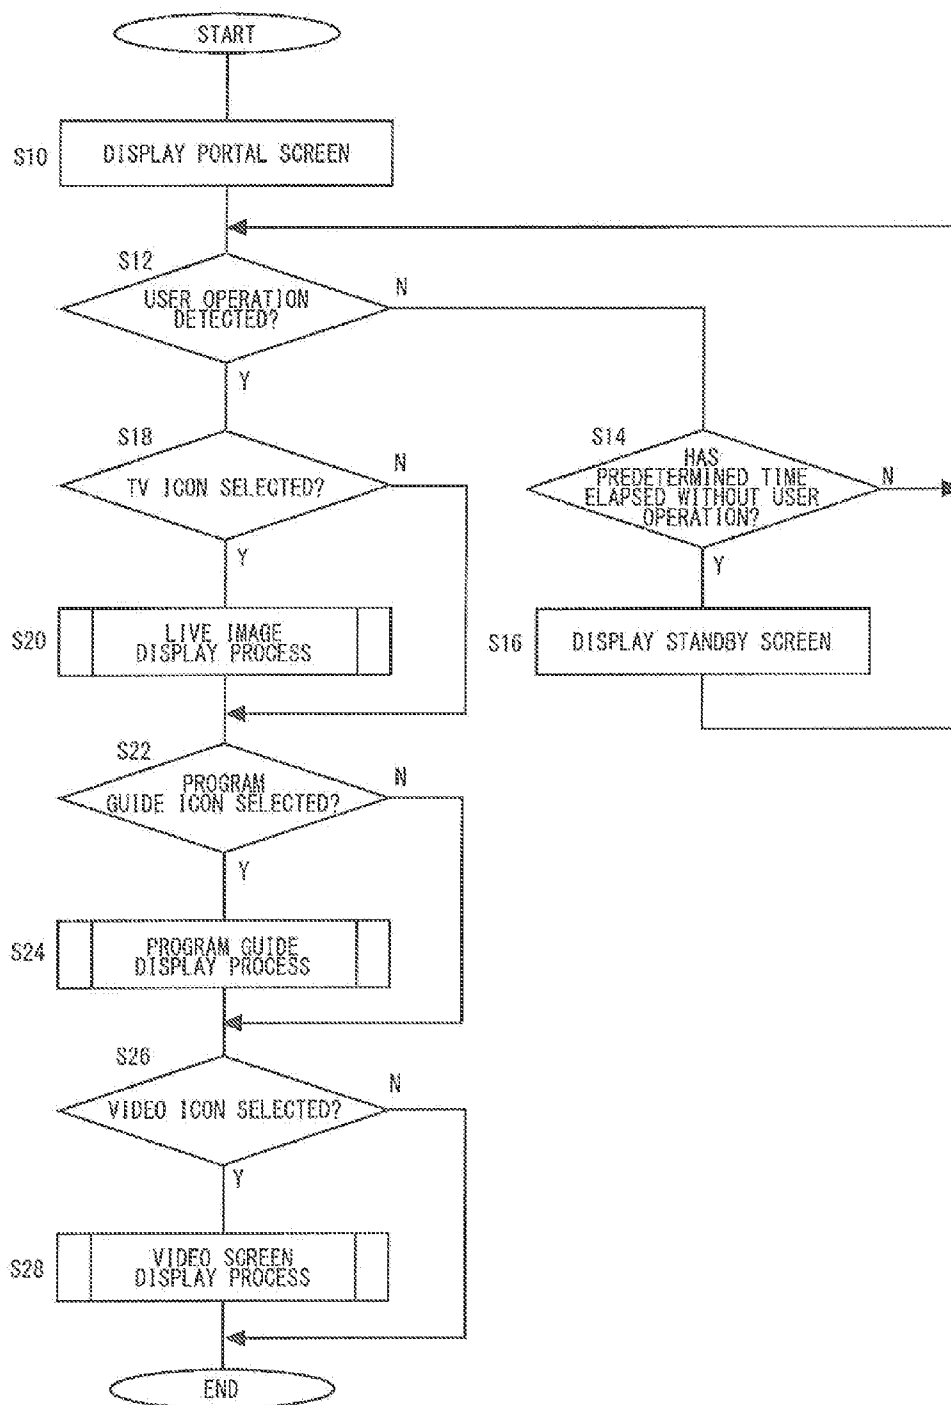 START
S10
DISPLAY PORTAL SCREEN
S12
USER OPERATION
DETECTED?
N
Y
S18
TV ICON SELECTED?
N
Y
S14
HAS
PREDETERMINED TIME
ELAPSED WITHOUT USER
OPERATION?
N
Y
S20
LIVE IMAGE
DISPLAY PROCESS
S16
DISPLAY STANDBY SCREEN
S22
PROGRAM
GUIDE ICON SELECTED?
N
Y
S24
PROGRAM GUIDE
DISPLAY PROCESS
S26
VIDEO ICON SELECTED?
N
Y
S28
VIDEO SCREEN
DISPLAY PROCESS
END